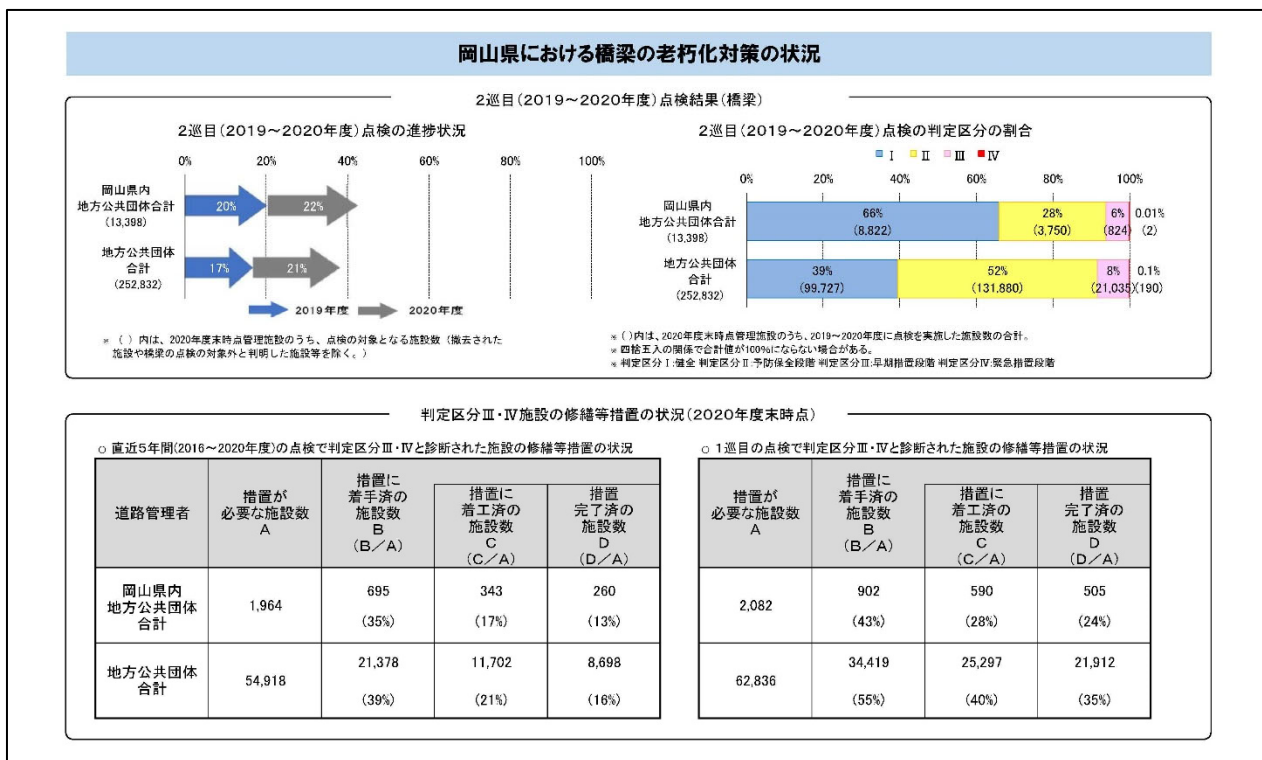 岡山県における橋梁の老朽化対策の状況
2巡目(2019～2020年度)点検結果(橋梁)
2巡目(2019～2020年度)点検の進捗状況
0% 20% 40% 60% 80% 100%
岡山県内
地方公共団体合計
(13,398)
20% 22%
地方公共団体
合計
(252,832)
17% 21%
2019年度 2020年度
※ ( )内は、2020年度末時点管理施設のうち、点検の対象となる施設数（撤去された
施設や橋梁の点検の対象外と判明した施設等を除く。）
2巡目(2019～2020年度)点検の判定区分の割合
Ⅰ Ⅱ Ⅲ Ⅳ
0% 20% 40% 60% 80% 100%
岡山県内
地方公共団体合計
(13,398)
66% 28% 6% 0.01%
(8,822) (3,750) (824) (2)
地方公共団体
合計
(252,832)
39% 52% 8% 0.1%
(99,727) (131,880) (21,035) (190)
※ ( )内は、2020年度末時点管理施設のうち、2019～2020年度に点検を実施した施設数の合計。
※ 四捨五入の関係で合計値が100%にならない場合がある。
※ 判定区分Ⅰ:健全 判定区分Ⅱ:予防保全段階 判定区分Ⅲ:早期措置段階 判定区分Ⅳ:緊急措置段階
判定区分Ⅲ・Ⅳ施設の修繕等措置の状況(2020年度末時点)
○ 直近5年間(2016～2020年度)の点検で判定区分Ⅲ・Ⅳと診断された施設の修繕等措置の状況
道路管理者
措置が
必要な施設数
A
措置に
着手済の
施設数
B
(B/A)
措置に
着工済の
施設数
C
(C/A)
措置
完了済の
施設数
D
(D/A)
岡山県内
地方公共団体
合計
1,964
695 343 260
(35%) (17%) (13%)
地方公共団体
合計
54,918
21,378 11,702 8,698
(39%) (21%) (16%)
○ 1巡目の点検で判定区分Ⅲ・Ⅳと診断された施設の修繕等措置の状況
措置が
必要な施設数
A
措置に
着手済の
施設数
B
(B/A)
措置に
着工済の
施設数
C
(C/A)
措置
完了済の
施設数
D
(D/A)
2,082
902 590 505
(43%) (28%) (24%)
62,836
34,419 25,297 21,912
(55%) (40%) (35%)